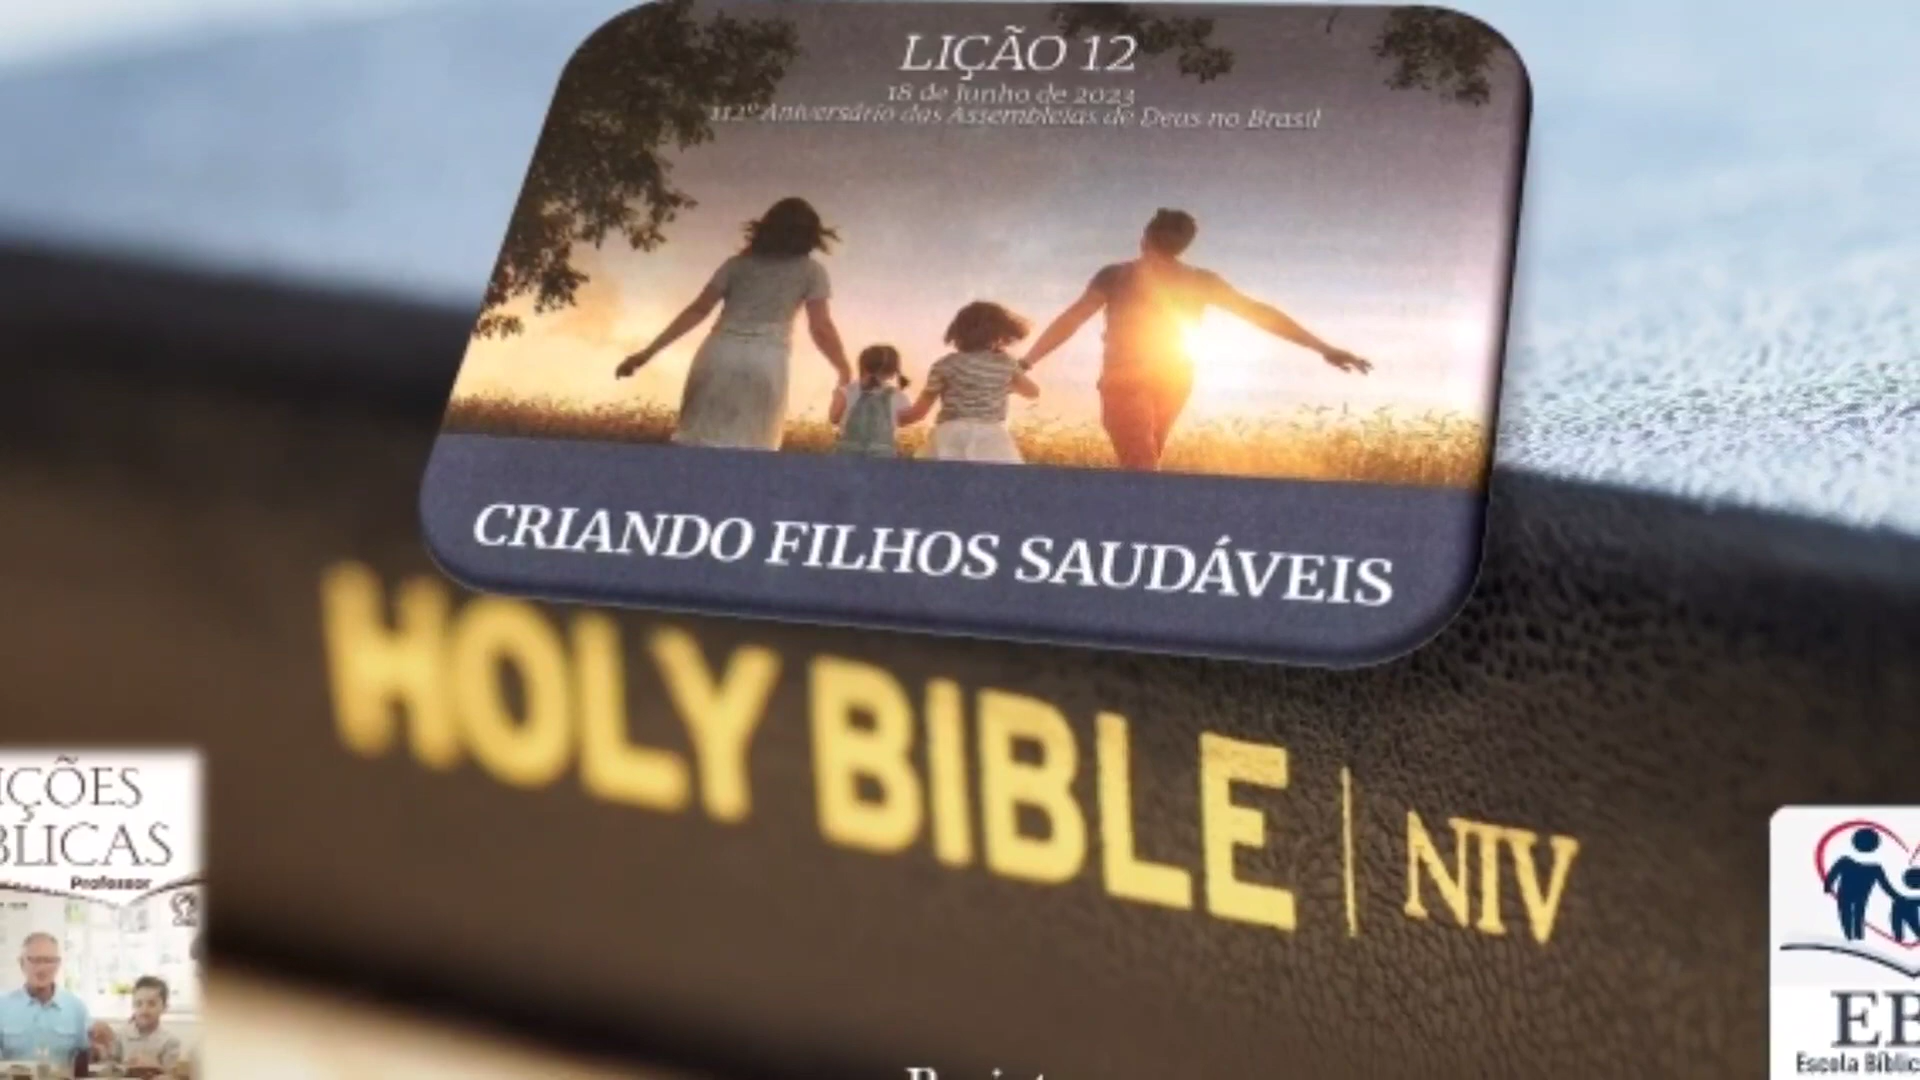 LIÇÃO 12
18 de Junho de 2023
112º Aniversário das Assembleias de Deus no Brasil
CRIANDO FILHOS SAUDÁVEIS
HOLY BIBLE | NIV
IÇÕES
BLICAS
Professor
EB
Escola Bíblic